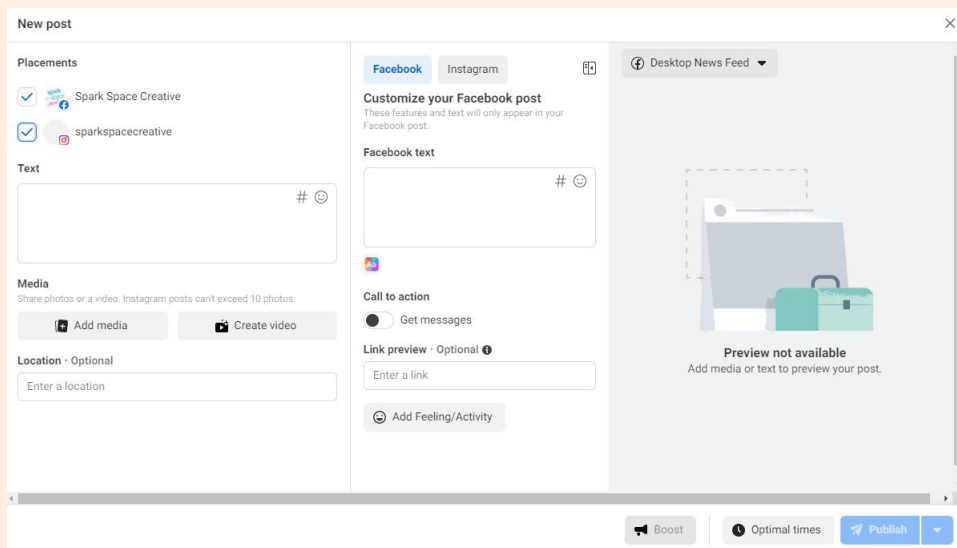 New post
Placements
Spark Space Creative
sparkspacecreative
Text
#
Media
Share photos or a video. Instagram posts can't exceed 10 photos.
Add media
Create video
Location · Optional
Enter a location
Facebook
Instagram
Customize your Facebook post
These features and text will only appear in your
Facebook post.
Facebook text
#
Call to action
Get messages
Link preview · Optional
Enter a link
Add Feeling/Activity
Desktop News Feed
Preview not available
Add media or text to preview your post.
Boost
Optimal times
Publish